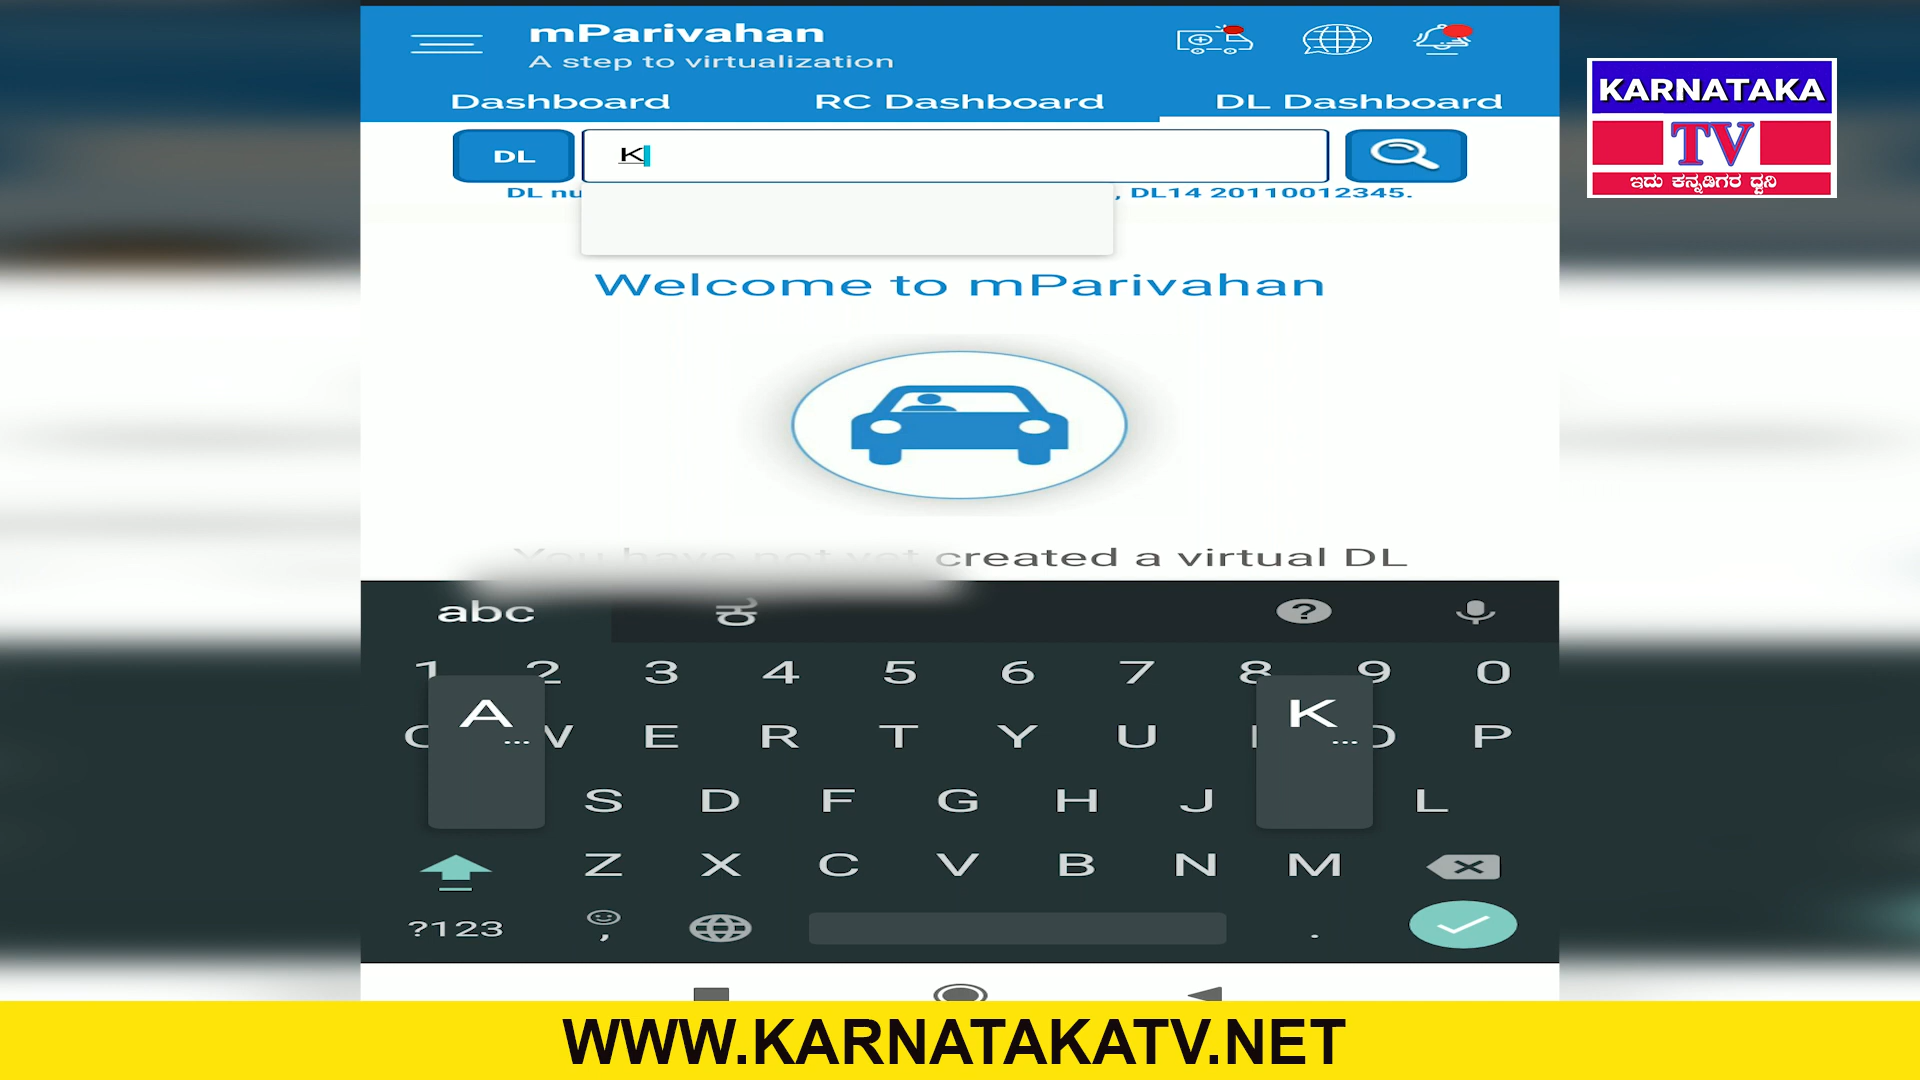 mParivahan
A step to virtualization
Dashboard RC Dashboard DL Dashboard
KARNATAKA
TV
ಇದು ಕನ್ನಡಿಗರ ಧ್ವನಿ
DL K
DL nu , DL14 20110012345.
Welcome to mParivahan
You have not yet created a virtual DL
abc ಕ ?
1 2 3 4 5 6 7 8 9 0
A ... K ...
W E R T Y U O P
S D F G H J L
Z X C V B N M
?123 , .
WWW.KARNATAKATV.NET